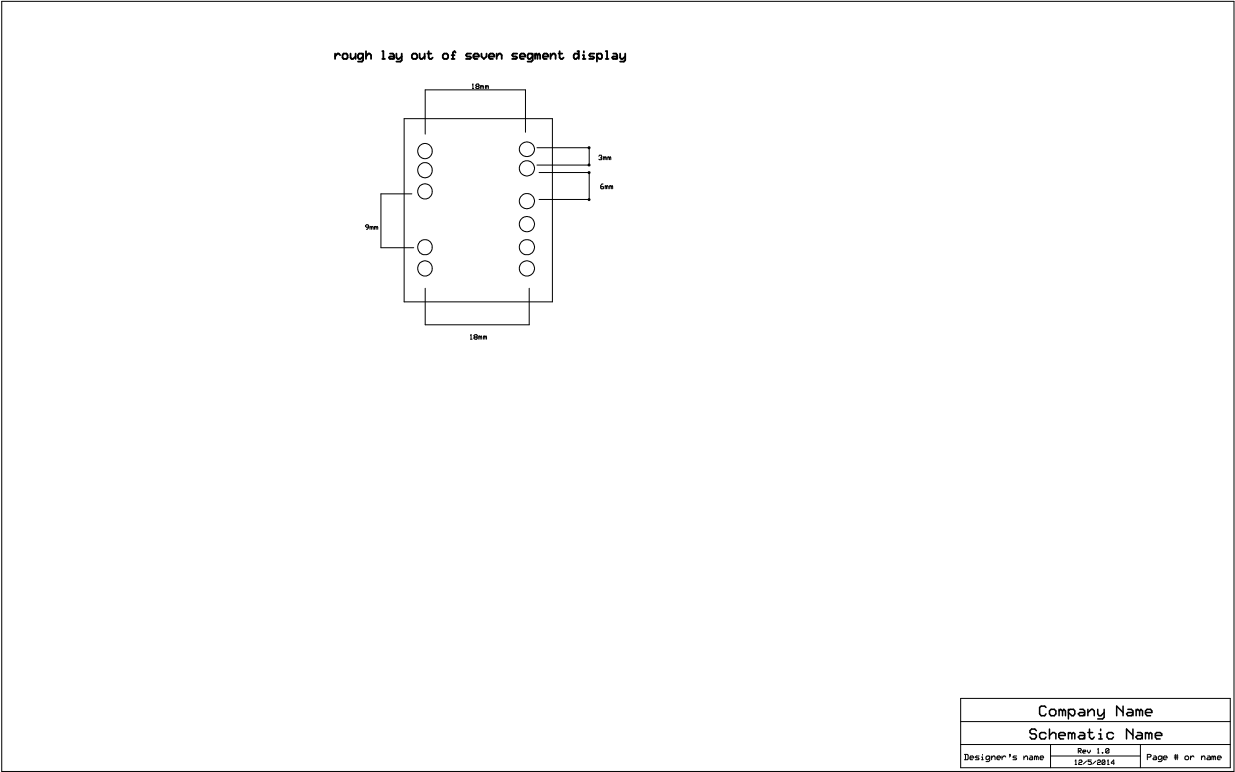 rough lay out of seven segment display
18mm
3mm
6mm
9mm
18mm
Company Name
Schematic Name
Designer's name
Rev 1.0
12/5/2014
Page # or name